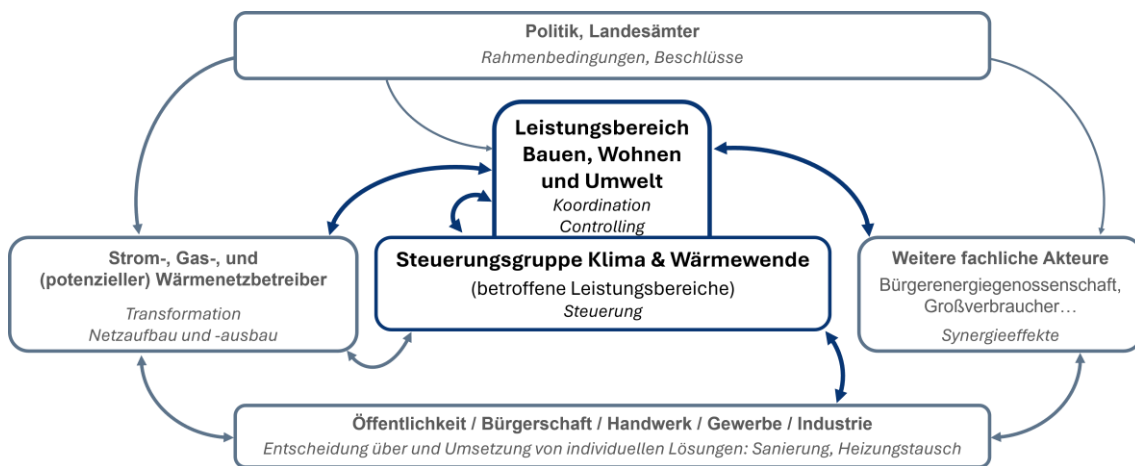 Politik, Landesämter
Rahmenbedingungen, Beschlüsse
Leistungsbereich
Bauen, Wohnen
und Umwelt
Koordination
Controlling
Strom-, Gas-, und
(potenzieller) Wärmenetzbetreiber
Transformation
Netzaufbau und -ausbau
Steuerungsgruppe Klima & Wärmewende
(betroffene Leistungsbereiche)
Steuerung
Weitere fachliche Akteure
Bürgerenergiegenossenschaft,
Großverbraucher…
Synergieeffekte
Öffentlichkeit / Bürgerschaft / Handwerk / Gewerbe / Industrie
Entscheidung über und Umsetzung von individuellen Lösungen: Sanierung, Heizungstausch